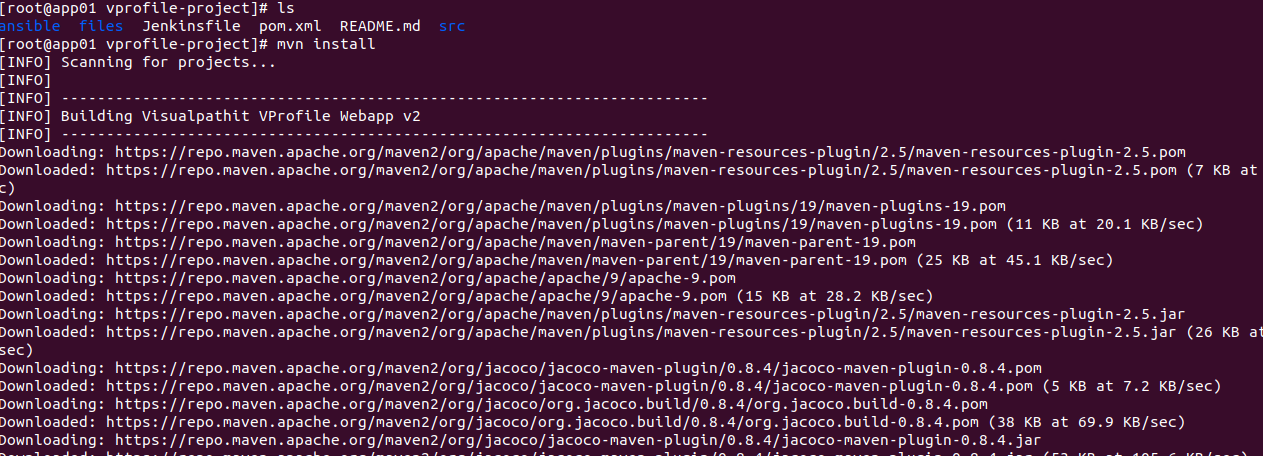 [root@app01 vprofile-project]# ls
ansible files Jenkinsfile pom.xml README.md src
[root@app01 vprofile-project]# mvn install
[INFO] Scanning for projects...
[INFO]
[INFO] ------------------------------------------------------------------------
[INFO] Building Visualpathit VProfile Webapp v2
[INFO] ------------------------------------------------------------------------
Downloading: https://repo.maven.apache.org/maven2/org/apache/maven/plugins/maven-resources-plugin/2.5/maven-resources-plugin-2.5.pom
Downloaded: https://repo.maven.apache.org/maven2/org/apache/maven/plugins/maven-resources-plugin/2.5/maven-resources-plugin-2.5.pom (7 KB at
c)
Downloading: https://repo.maven.apache.org/maven2/org/apache/maven/plugins/maven-plugins/19/maven-plugins-19.pom
Downloaded: https://repo.maven.apache.org/maven2/org/apache/maven/plugins/maven-plugins/19/maven-plugins-19.pom (11 KB at 20.1 KB/sec)
Downloading: https://repo.maven.apache.org/maven2/org/apache/maven/maven-parent/19/maven-parent-19.pom
Downloaded: https://repo.maven.apache.org/maven2/org/apache/maven/maven-parent/19/maven-parent-19.pom (25 KB at 45.1 KB/sec)
Downloading: https://repo.maven.apache.org/maven2/org/apache/apache/9/apache-9.pom
Downloaded: https://repo.maven.apache.org/maven2/org/apache/apache/9/apache-9.pom (15 KB at 28.2 KB/sec)
Downloading: https://repo.maven.apache.org/maven2/org/apache/maven/plugins/maven-resources-plugin/2.5/maven-resources-plugin-2.5.jar
Downloaded: https://repo.maven.apache.org/maven2/org/apache/maven/plugins/maven-resources-plugin/2.5/maven-resources-plugin-2.5.jar (26 KB at
sec)
Downloading: https://repo.maven.apache.org/maven2/org/jacoco/jacoco-maven-plugin/0.8.4/jacoco-maven-plugin-0.8.4.pom
Downloaded: https://repo.maven.apache.org/maven2/org/jacoco/jacoco-maven-plugin/0.8.4/jacoco-maven-plugin-0.8.4.pom (5 KB at 7.2 KB/sec)
Downloading: https://repo.maven.apache.org/maven2/org/jacoco/org.jacoco.build/0.8.4/org.jacoco.build-0.8.4.pom
Downloaded: https://repo.maven.apache.org/maven2/org/jacoco/org.jacoco.build/0.8.4/org.jacoco.build-0.8.4.pom (38 KB at 69.9 KB/sec)
Downloading: https://repo.maven.apache.org/maven2/org/jacoco/jacoco-maven-plugin/0.8.4/jacoco-maven-plugin-0.8.4.jar